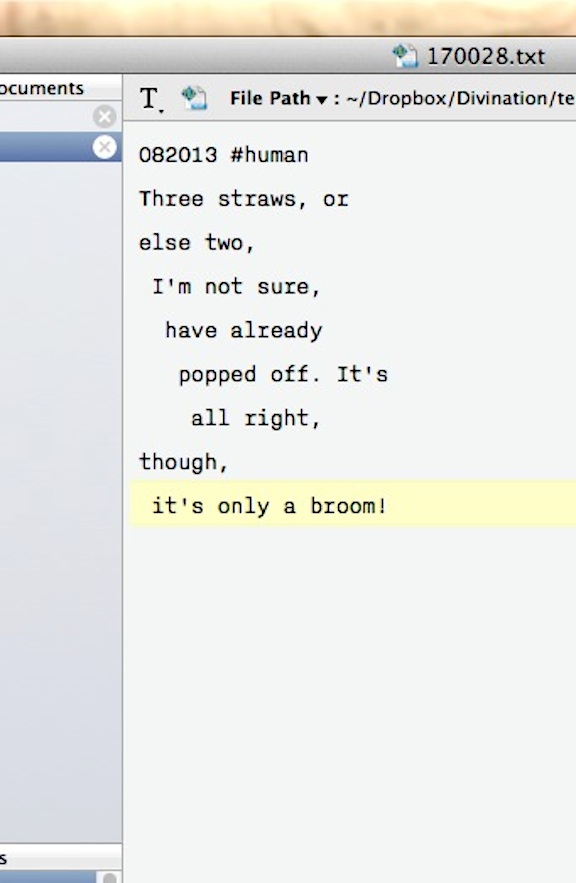 170028.txt
ocuments
T.
File Path ▾ : ~/Dropbox/Divination/te
082013 #human
Three straws, or
else two,
I'm not sure,
have already
popped off. It's
all right,
though,
it's only a broom!
s